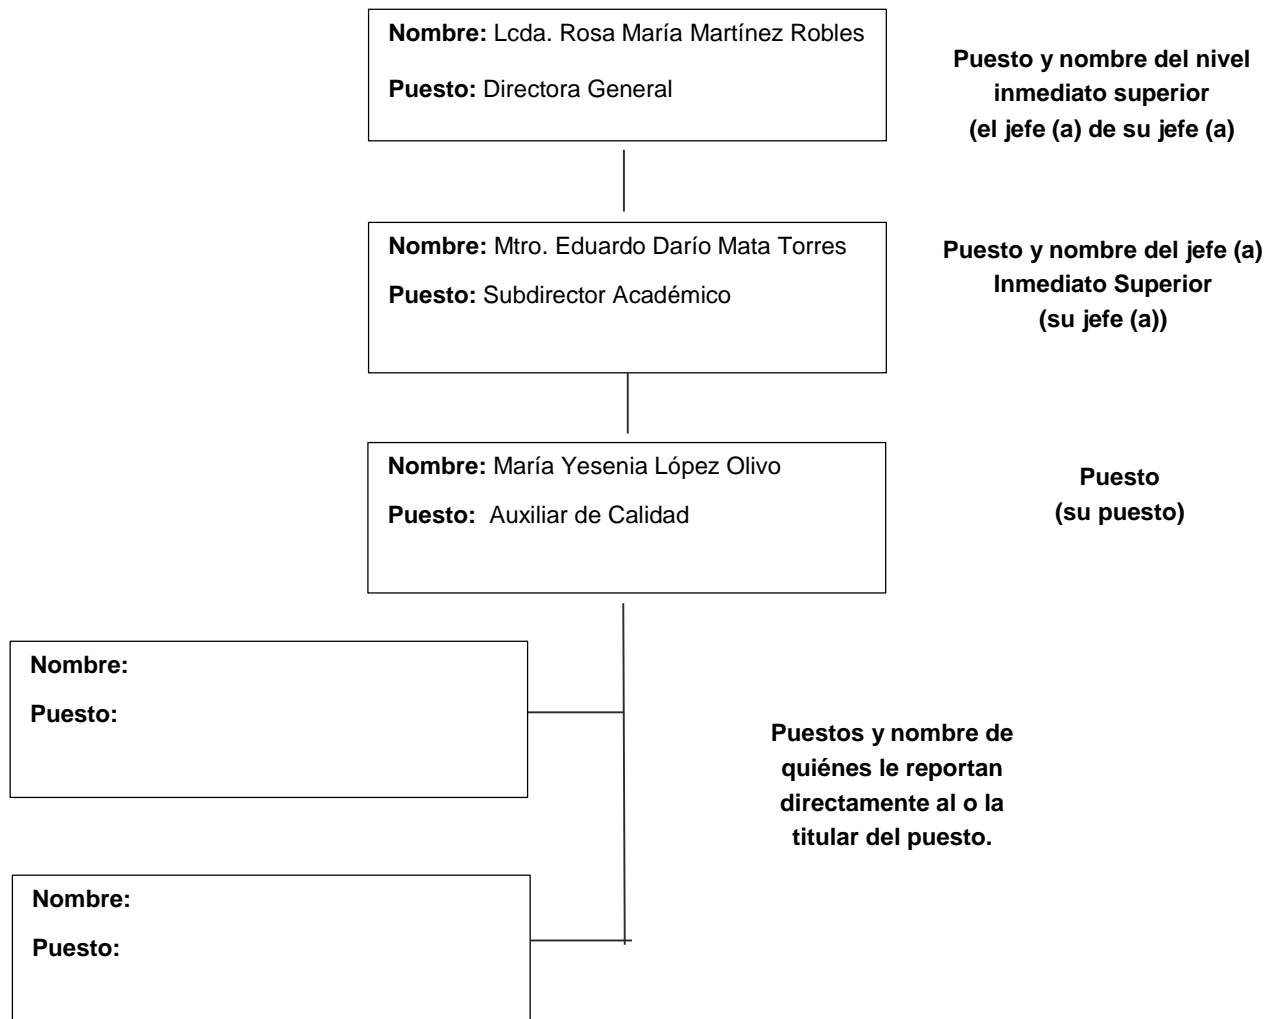 Nombre: Lcda. Rosa María Martínez Robles
Puesto: Directora General
Puesto y nombre del nivel
inmediato superior
(el jefe (a) de su jefe (a)
Nombre: Mtro. Eduardo Darío Mata Torres
Puesto: Subdirector Académico
Puesto y nombre del jefe (a)
Inmediato Superior
(su jefe (a))
Nombre: María Yesenia López Olivo
Puesto: Auxiliar de Calidad
Puesto
(su puesto)
Nombre:
Puesto:
Puestos y nombre de
quiénes le reportan
directamente al o la
titular del puesto.
Nombre:
Puesto: